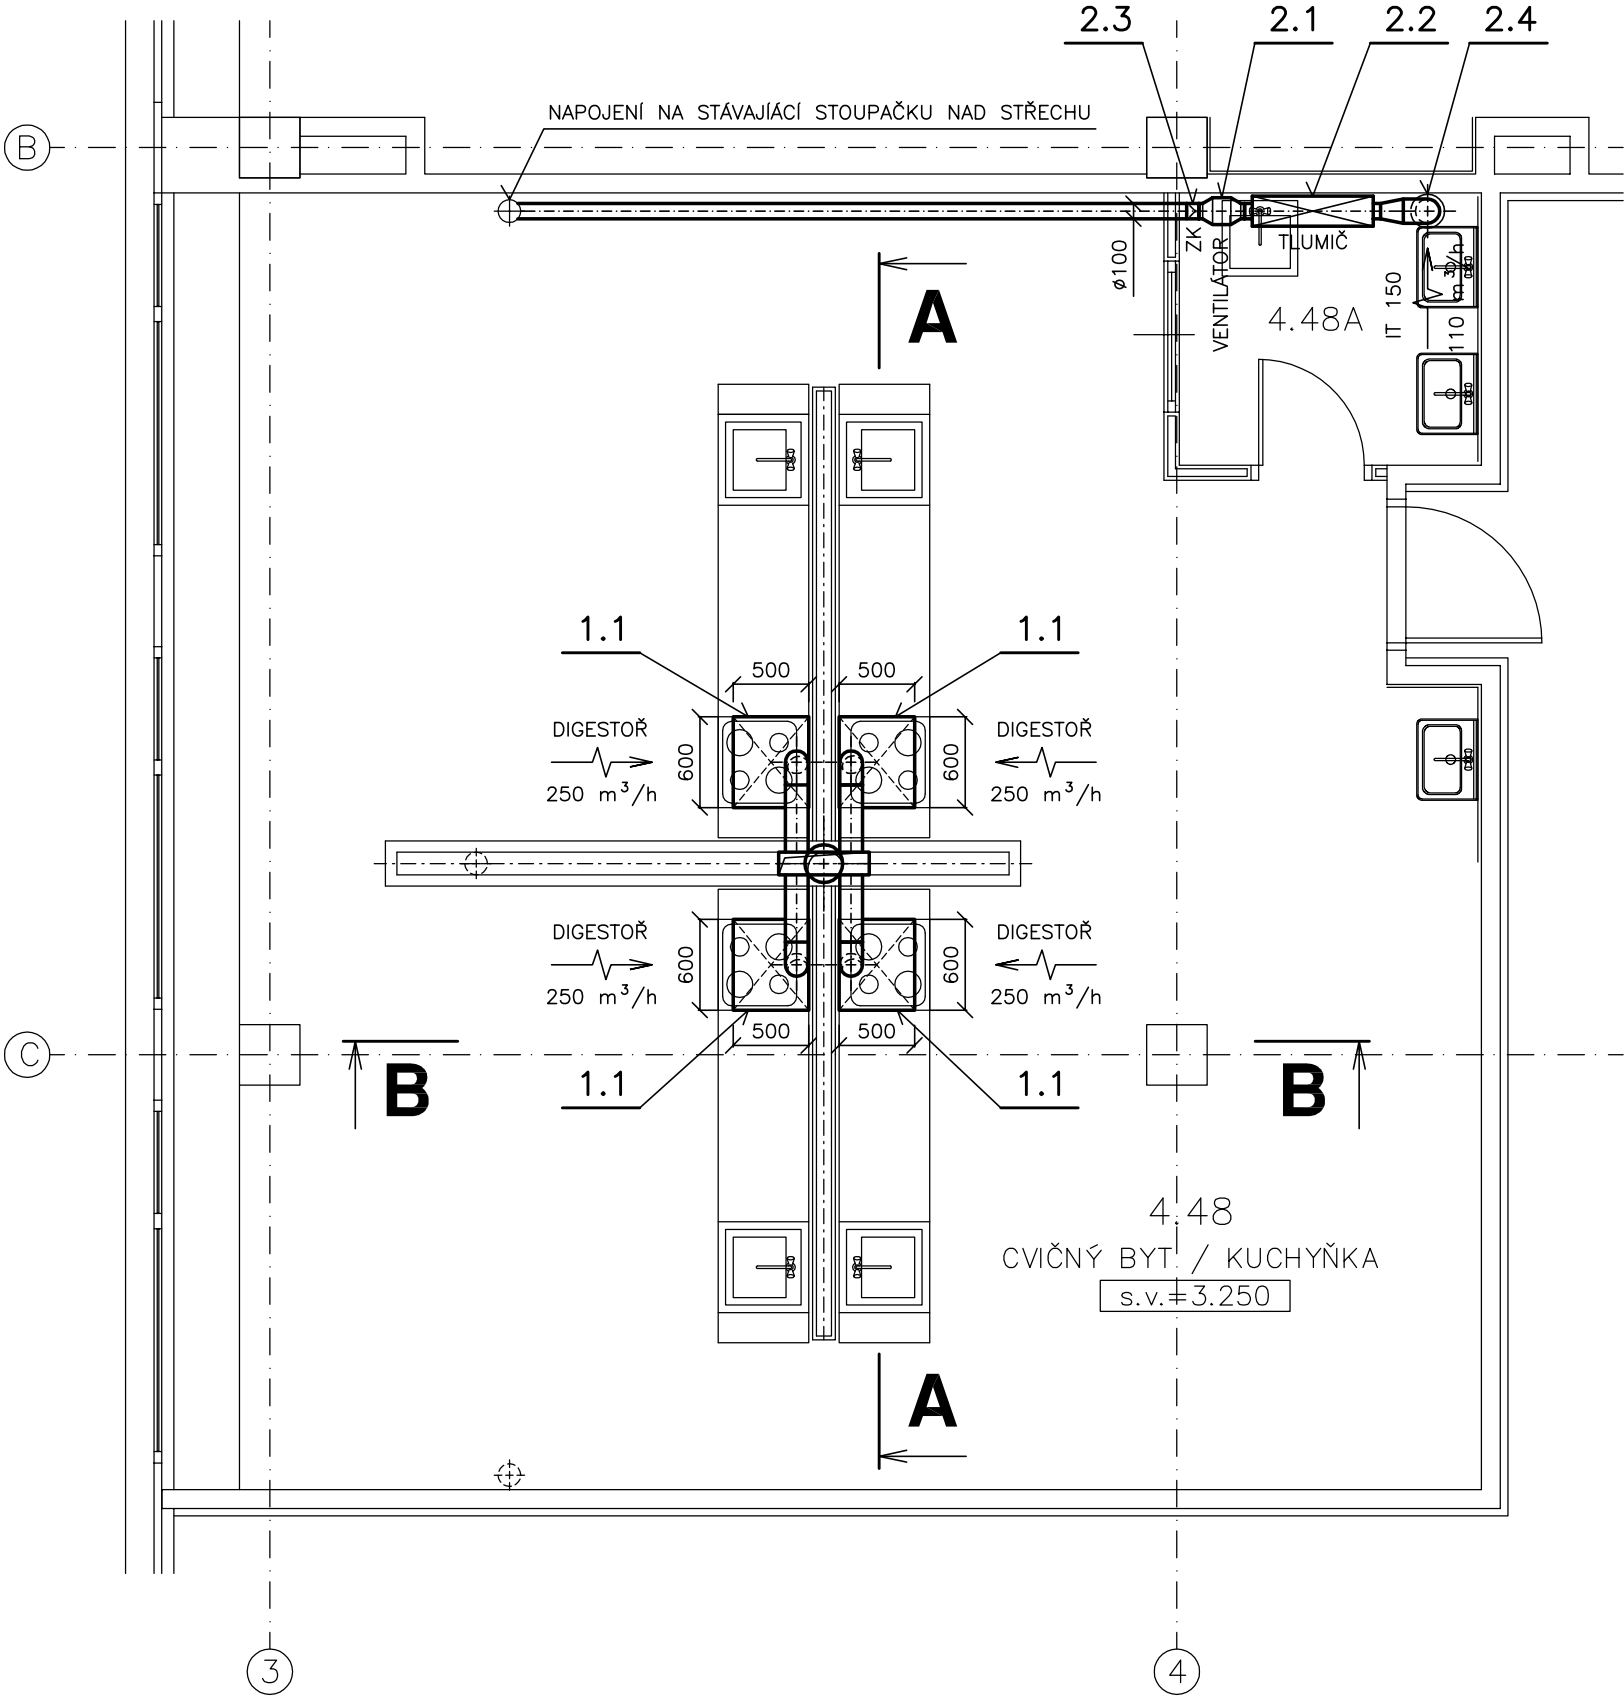 2.3
2.1
2.2
2.4
NAPOJENÍ NA STÁVAJÍÁCÍ STOUPAČKU NAD STŘECHU
B
ø100
ZK
VENTILÁTOR
TLUMIČ
4.48A
IT 150
110 m³/h
A
1.1
1.1
500
500
DIGESTOŘ
250 m³/h
600
600
DIGESTOŘ
250 m³/h
DIGESTOŘ
250 m³/h
600
600
DIGESTOŘ
250 m³/h
500
500
C
B
B
1.1
1.1
4.48
CVIČNÝ BYT / KUCHYŇKA
s.v.=3.250
A
3
4